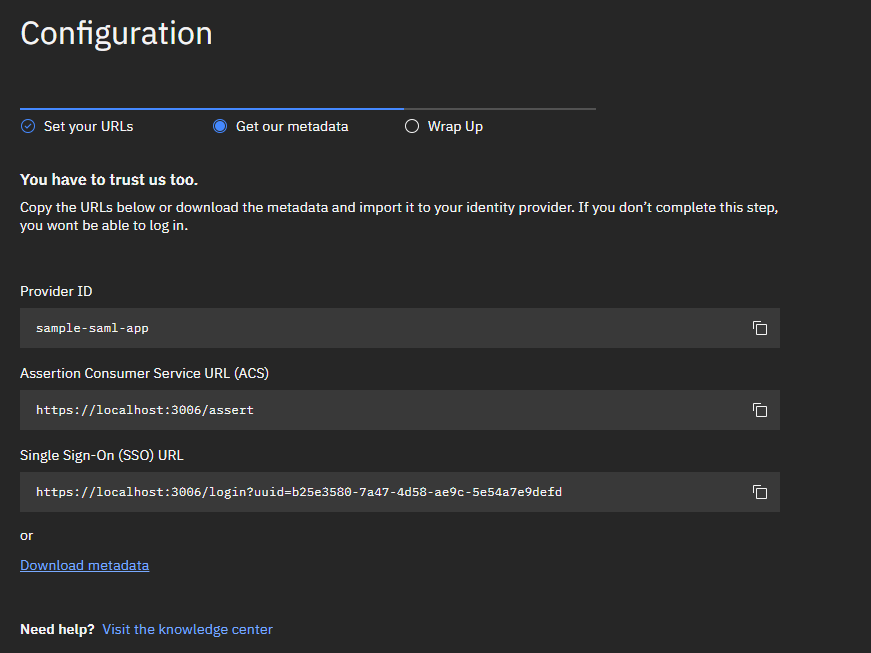 Configuration
Set your URLs
Get our metadata
Wrap Up
You have to trust us too.
Copy the URLs below or download the metadata and import it to your identity provider. If you don’t complete this step,
you wont be able to log in.
Provider ID
sample-saml-app
Assertion Consumer Service URL (ACS)
https://localhost:3006/assert
Single Sign-On (SSO) URL
https://localhost:3006/login?uuid=b25e3580-7a47-4d58-ae9c-5e54a7e9defd
or
Download metadata
Need help? Visit the knowledge center